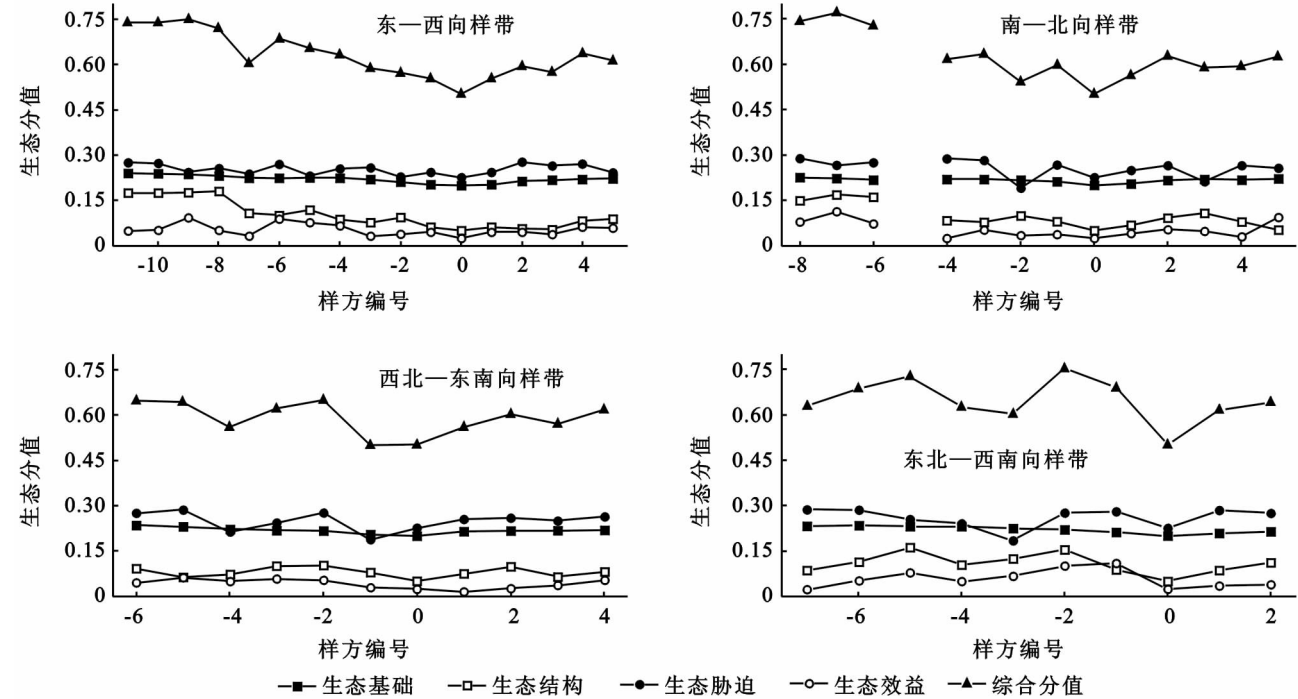 东—西向样带
生态分值
0.75
0.60
0.45
0.30
0.15
0
-10 -8 -6 -4 -2 0 2 4
样方编号
南—北向样带
生态分值
0.75
0.60
0.45
0.30
0.15
0
-8 -6 -4 -2 0 2 4
样方编号
西北—东南向样带
生态分值
0.75
0.60
0.45
0.30
0.15
0
-6 -4 -2 0 2 4
样方编号
东北—西南向样带
生态分值
0.75
0.60
0.45
0.30
0.15
0
-6 -4 -2 0 2
样方编号
生态基础 生态结构 生态胁迫 生态效益 综合分值